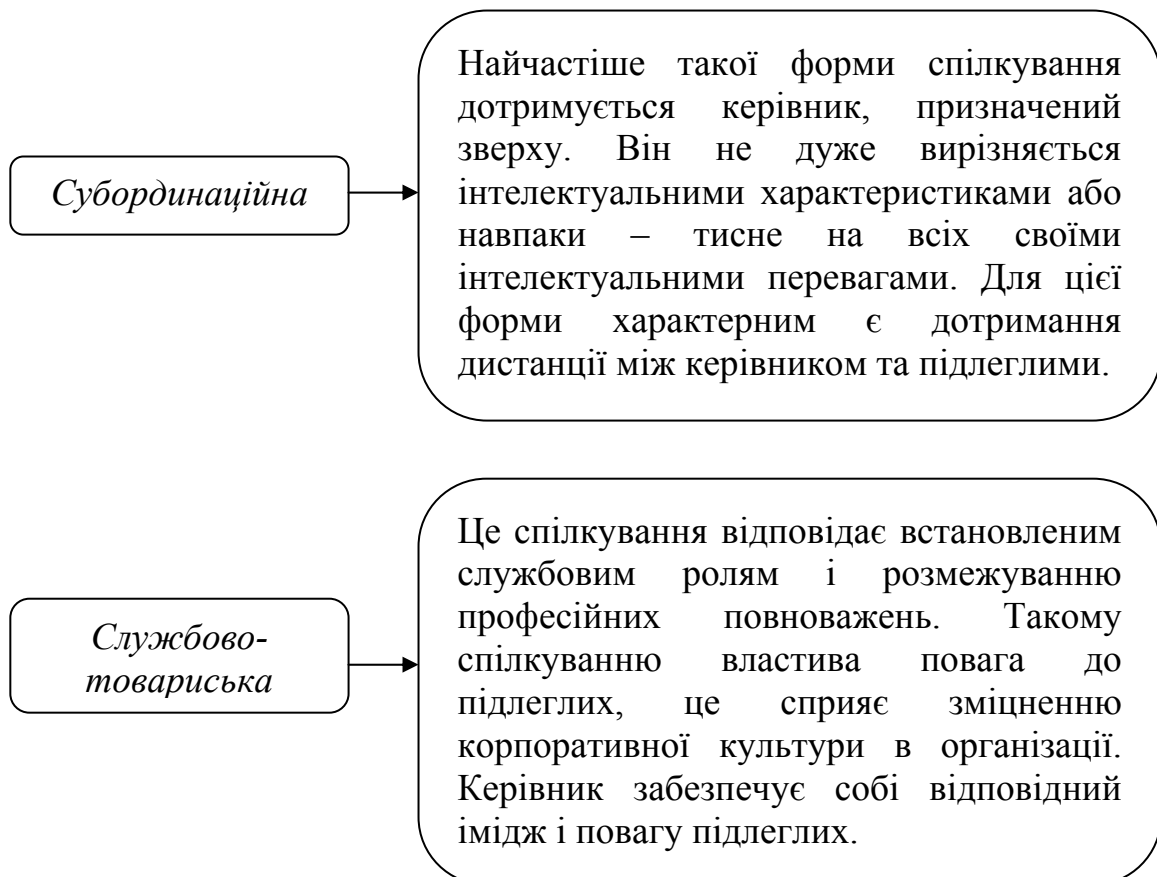 Субординаційна
Найчастіше такої форми спілкування
дотримується керівник, призначений
зверху. Він не дуже вирізняється
інтелектуальними характеристиками або
навпаки – тисне на всіх своїми
інтелектуальними перевагами. Для цієї
форми характерним є дотримання
дистанції між керівником та підлеглими.
Службово-
товариська
Це спілкування відповідає встановленим
службовим ролям і розмежуванню
професійних повноважень. Такому
спілкуванню властива повага до
підлеглих, це сприяє зміцненню
корпоративної культури в організації.
Керівник забезпечує собі відповідний
імідж і повагу підлеглих.